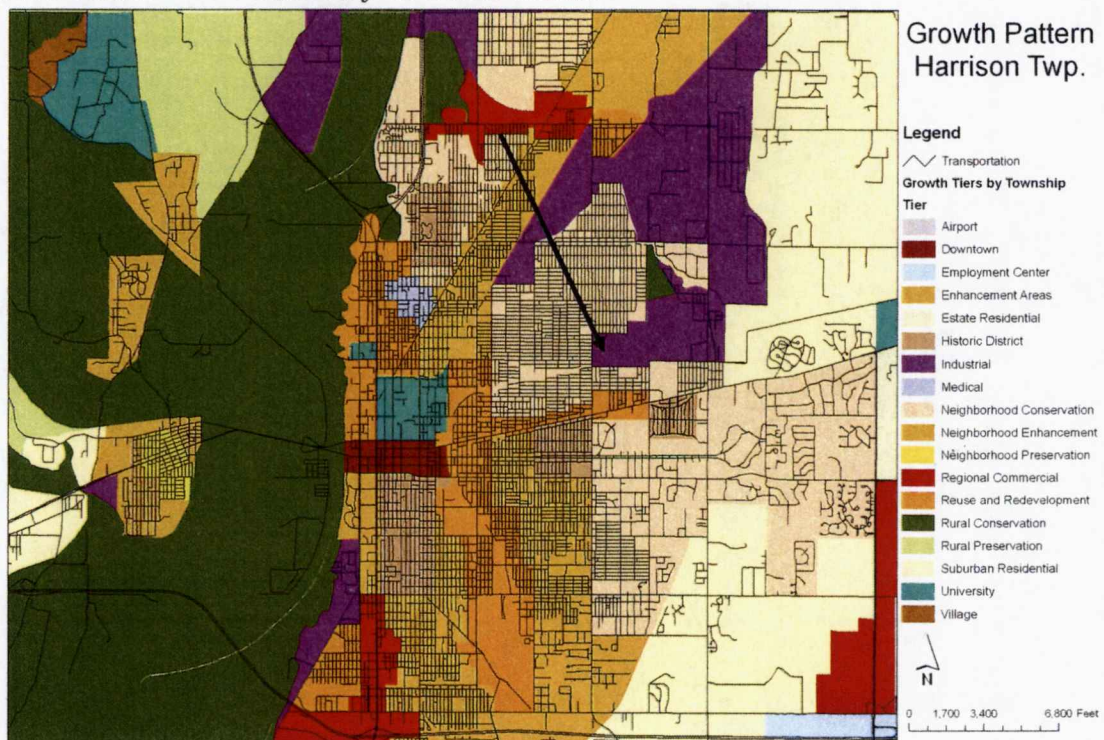 Growth Pattern
Harrison Twp.
Legend
Transportation
Growth Tiers by Township
Tier
Airport
Downtown
Employment Center
Enhancement Areas
Estate Residential
Historic District
Industrial
Medical
Neighborhood Conservation
Neighborhood Enhancement
Neighborhood Preservation
Regional Commercial
Reuse and Redevelopment
Rural Conservation
Rural Preservation
Suburban Residential
University
Village
N
0 1,700 3,400 6,800 Feet